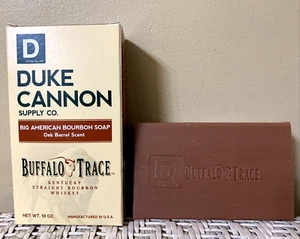 D
DUKE
CANNON
SUPPLY CO.
BIG AMERICAN BOURBON SOAP
Oak Barrel Scent
BUFFALO TRACE
KENTUCKY
STRAIGHT BOURBON
WHISKEY
NET WT. 10 OZ.
MANUFACTURED IN U.S.A.
D BUFFALO TRACE